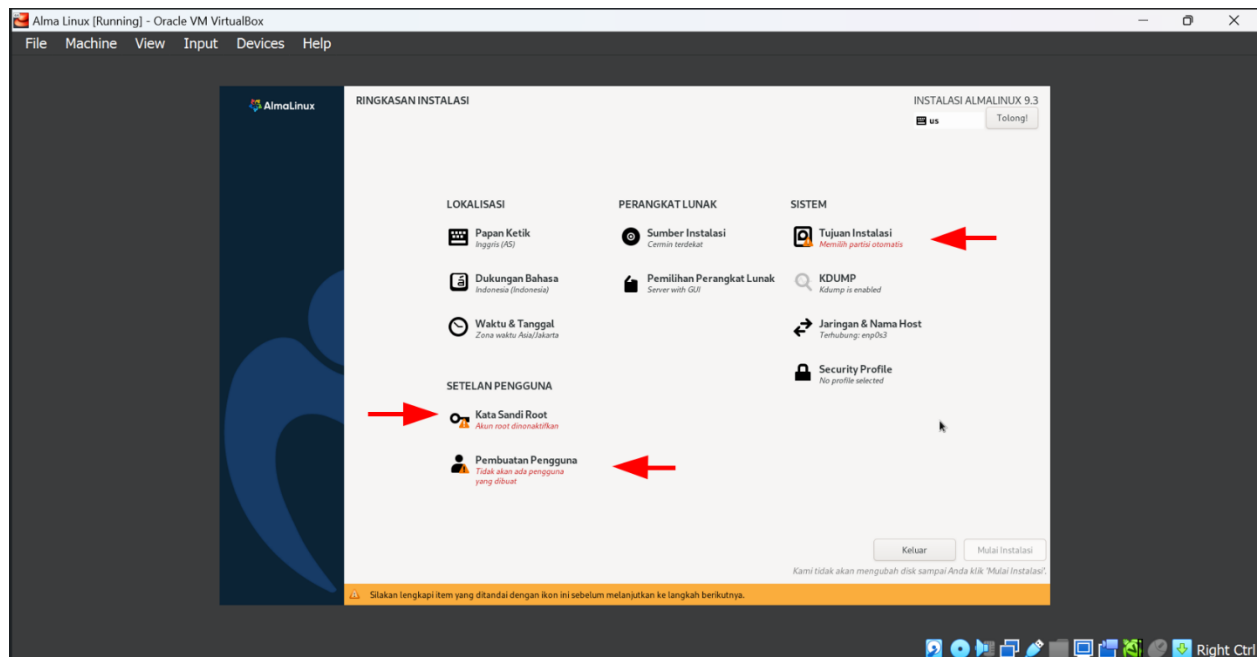 Alma Linux [Running] - Oracle VM VirtualBox
File Machine View Input Devices Help
AlmaLinux
RINGKASAN INSTALASI
INSTALASI ALMALINUX 9.3
us
Tolong!
LOKALISASI
Papan Ketik
Inggris (AS)
Dukungan Bahasa
Indonesia (Indonesia)
Waktu & Tanggal
Zona waktu Asia/Jakarta
PERANGKAT LUNAK
Sumber Instalasi
Cermin terdekat
Pemilihan Perangkat Lunak
Server with GUI
SISTEM
Tujuan Instalasi
Memilih partisi otomatis
KDUMP
Kdump is enabled
Jaringan & Nama Host
Terhubung: enp0s3
Security Profile
No profile selected
SETELAN PENGGUNA
Kata Sandi Root
Akun root dinonaktifkan
Pembuatan Pengguna
Tidak akan ada pengguna
yang dibuat
Keluar
Mulai Instalasi
Kami tidak akan mengubah disk sampai Anda klik 'Mulai Instalasi'.
Silakan lengkapi item yang ditandai dengan ikon ini sebelum melanjutkan ke langkah berikutnya.
Right Ctrl